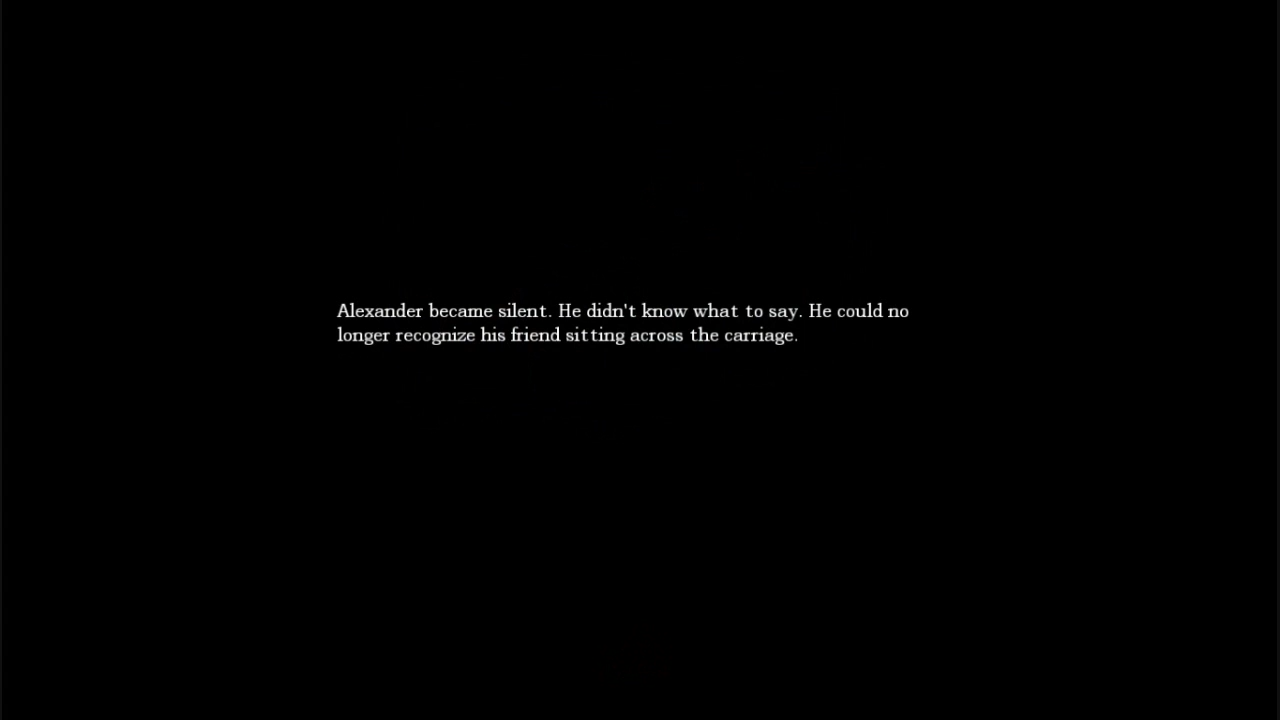 Alexander became silent. He didn't know what to say. He could no
longer recognize his friend sitting across the carriage.